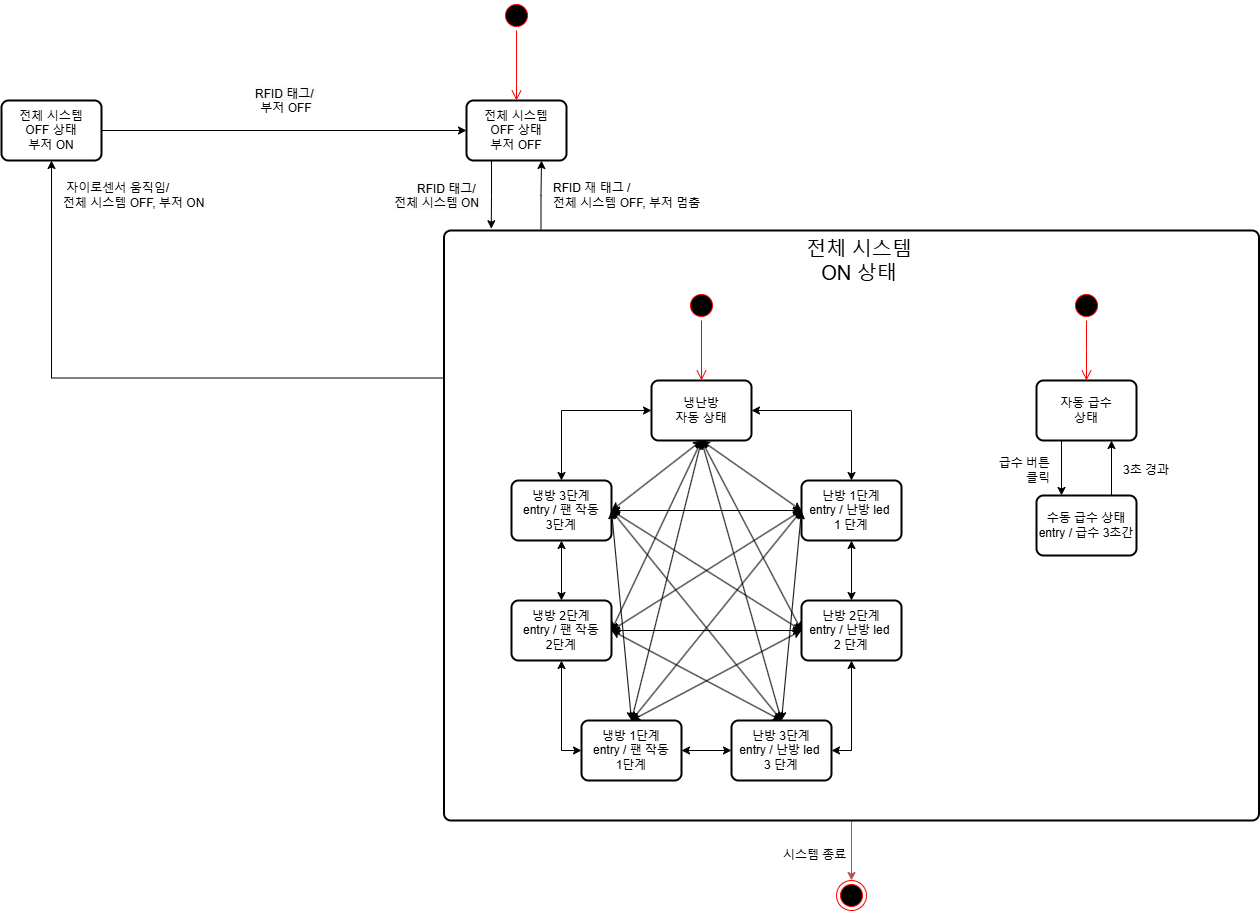 RFID 태그/
부저 OFF
전체 시스템
OFF 상태
부저 ON
전체 시스템
OFF 상태
부저 OFF
자이로센서 움직임/
전체 시스템 OFF, 부저 ON
RFID 태그/
전체 시스템 ON
RFID 재 태그 /
전체 시스템 OFF, 부저 멈춤
전체 시스템
ON 상태
냉난방
자동 상태
자동 급수
상태
급수 버튼
클릭
3초 경과
냉방 3단계
entry / 팬 작동
3단계
난방 1단계
entry / 난방 led
1 단계
수동 급수 상태
entry / 급수 3초간
냉방 2단계
entry / 팬 작동
2단계
난방 2단계
entry / 난방 led
2 단계
냉방 1단계
entry / 팬 작동
1단계
난방 3단계
entry / 난방 led
3 단계
시스템 종료